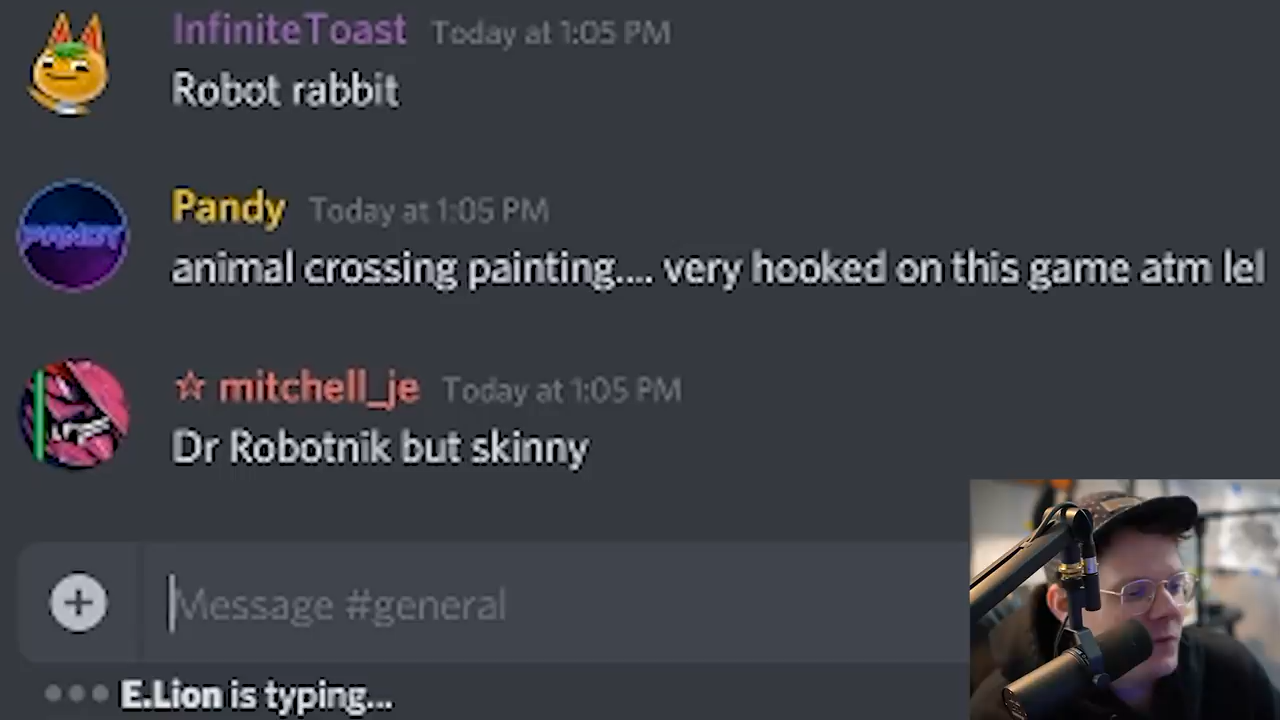 InfiniteToast Today at 1:05 PM
Robot rabbit
PANDY
Pandy Today at 1:05 PM
animal crossing painting.... very hooked on this game atm lel
☆ mitchell_je Today at 1:05 PM
Dr Robotnik but skinny
Message #general
E.Lion is typing...